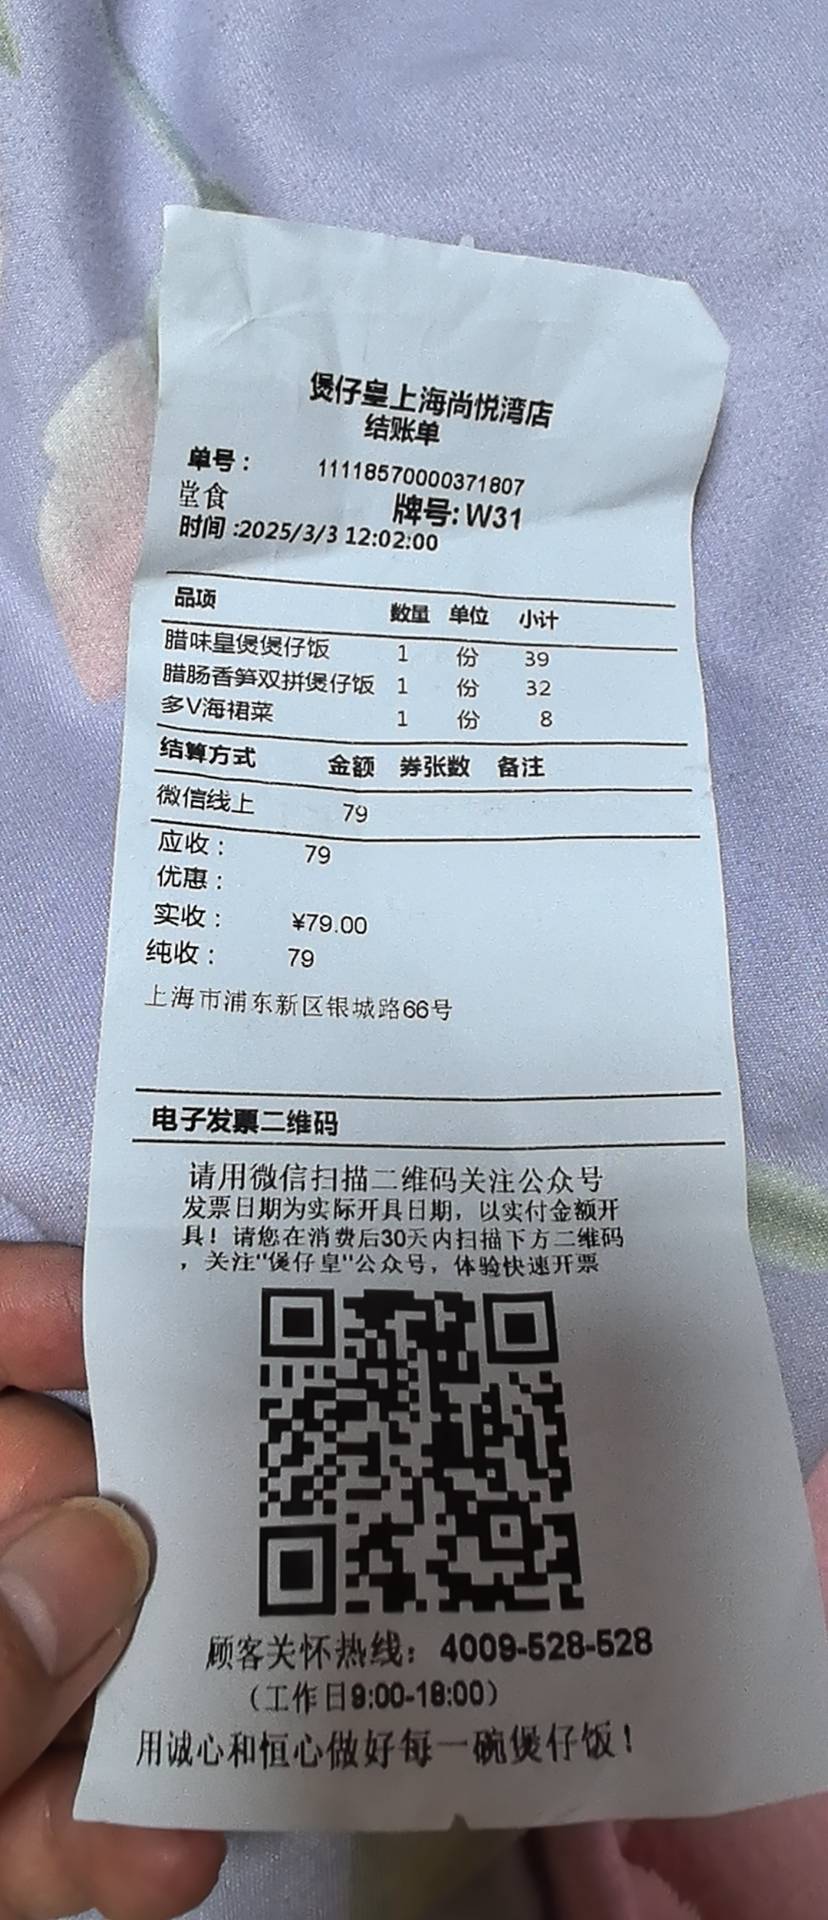 煲仔皇上海尚悦湾店
结账单
单号： 11118570000371807
堂食 牌号: W31
时间 :2025/3/3 12:02:00
品项 数量 单位 小计
腊味皇煲煲仔饭 1 份 39
腊肠香笋双拼煲仔饭 1 份 32
多V海裙菜 1 份 8
结算方式 金额 券张数 备注
微信线上 79
应收： 79
优惠：
实收： ¥79.00
纯收： 79
上海市浦东新区银城路66号
电子发票二维码
请用微信扫描二维码关注公众号
发票日期为实际开具日期，以实付金额开
具！请您在消费后30天内扫描下方二维码
，关注"煲仔皇"公众号，体验快速开票
顾客关怀热线：4009-528-528
（工作日9:00-18:00）
用诚心和恒心做好每一碗煲仔饭！